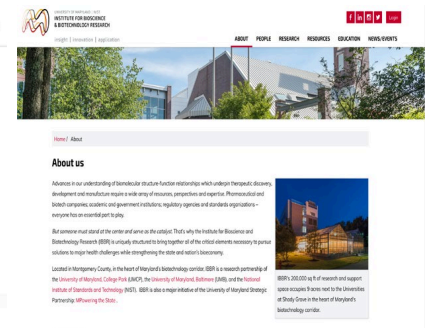 UNIVERSITY OF MARYLAND | NIST
INSTITUTE FOR BIOSCIENCE
& BIOTECHNOLOGY RESEARCH
insight | innovation | application
Login
ABOUT PEOPLE RESEARCH RESOURCES EDUCATION NEWS/EVENTS
Home / About
About us
Advances in our understanding of biomolecular structure-function relationships which underpin therapeutic discovery,
development and manufacture require a wide array of resources, perspectives and expertise. Pharmaceutical and
biotech companies, academic and government institutions, regulatory agencies and standards organizations –
everyone has an essential part to play.
But someone must stand at the center and serve as the catalyst. That's why the Institute for Bioscience and
Biotechnology Research (IBBR) is uniquely structured to bring together all of the critical elements necessary to pursue
solutions to major health challenges while strengthening the state and nation's bioeconomy.
Located in Montgomery County, in the heart of Maryland's biotechnology corridor, IBBR is a research partnership of
the University of Maryland, College Park (UMCP), the University of Maryland, Baltimore (UMB), and the National
Institute of Standards and Technology (NIST). IBBR is also a major initiative of the University of Maryland Strategic
Partnership: MPowering the State.
IBBR's 200,000 sq ft of research and support
space occupies 9 acres next to the Universities
at Shady Grove in the heart of Maryland's
biotechnology corridor.